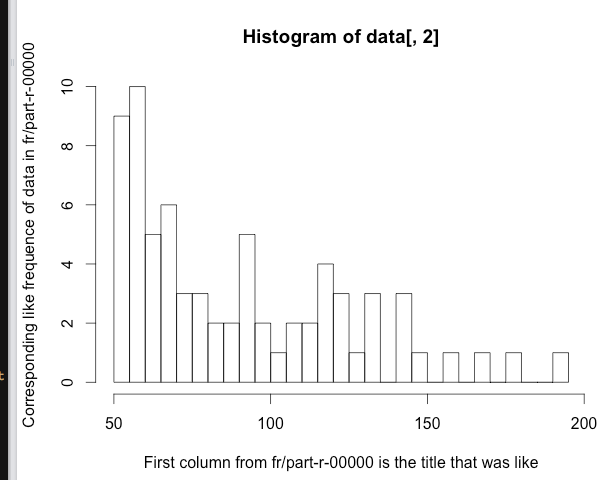 Histogram of data[, 2]
Corresponding like frequence of data in fr/part-r-00000
10
8
6
4
2
0
50 100 150 200
First column from fr/part-r-00000 is the title that was like